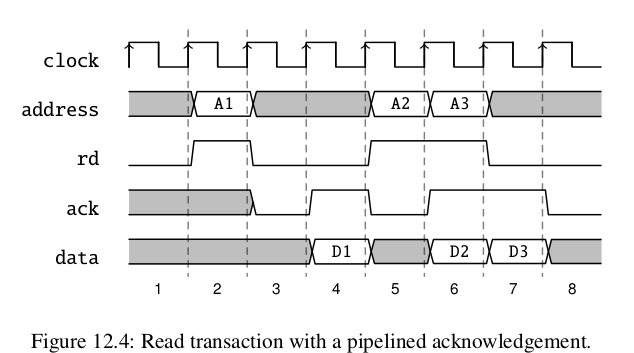 clock
address A1 A2 A3
rd
ack
data D1 D2 D3
1 2 3 4 5 6 7 8
Figure 12.4: Read transaction with a pipelined acknowledgement.